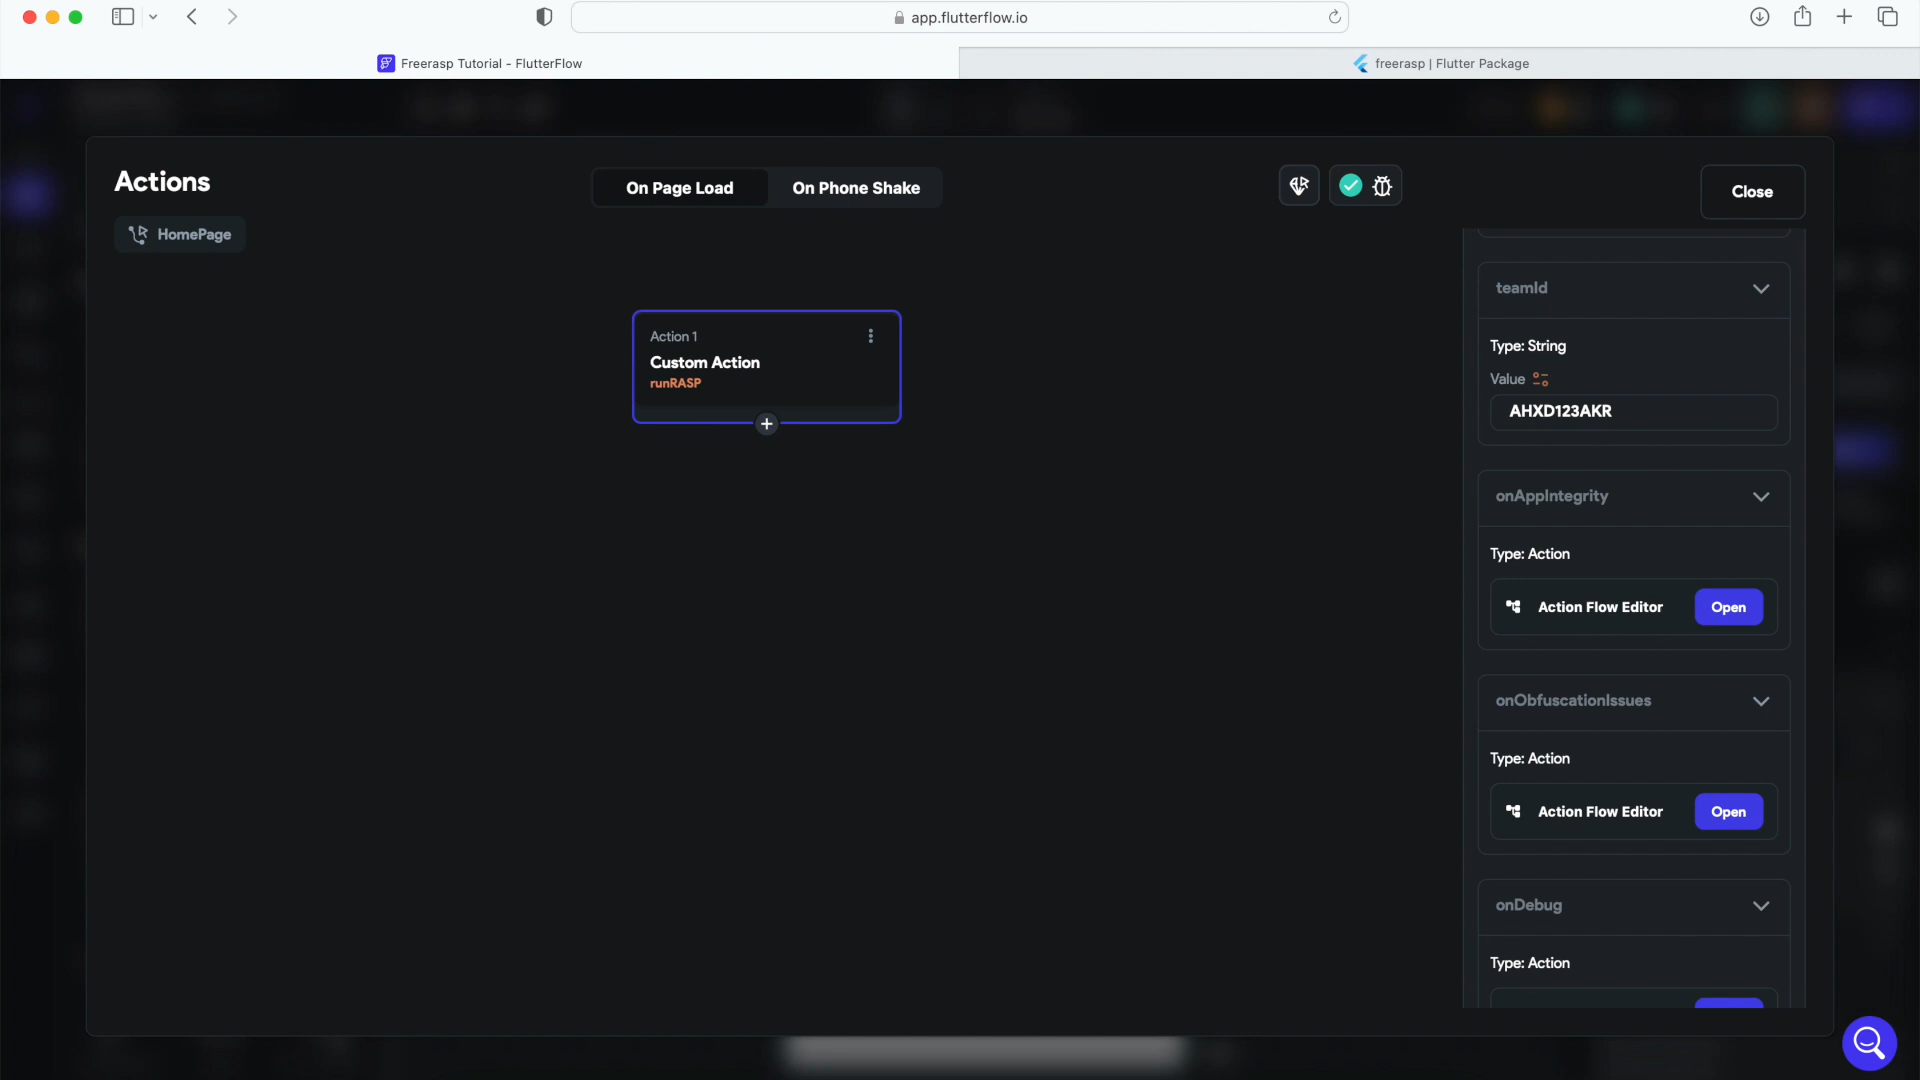 app.flutterflow.io
Freerasp Tutorial - FlutterFlow
freerasp | Flutter Package
Actions
On Page Load
On Phone Shake
Close
HomePage
Action 1
Custom Action
runRASP
teamId
Type: String
Value
AHXD123AKR
onAppIntegrity
Type: Action
Action Flow Editor
Open
onObfuscationIssues
Type: Action
Action Flow Editor
Open
onDebug
Type: Action